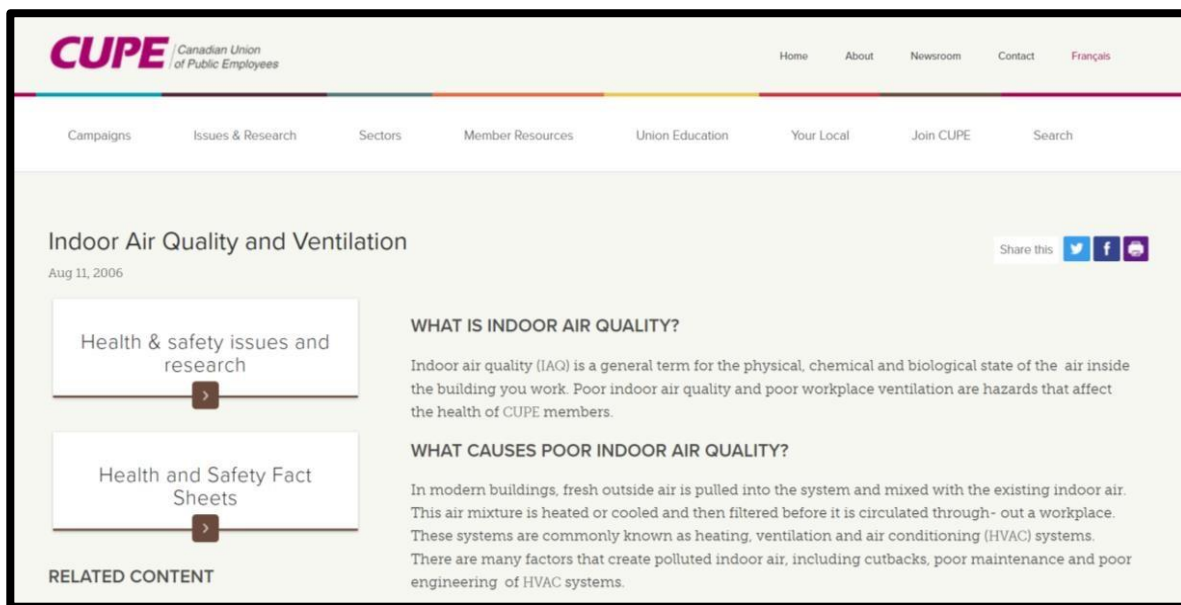 CUPE Canadian Union
of Public Employees
Home About Newsroom Contact Français
Campaigns Issues & Research Sectors Member Resources Union Education Your Local Join CUPE Search
Indoor Air Quality and Ventilation
Aug 11, 2006
Share this
Health & safety issues and
research
Health and Safety Fact
Sheets
RELATED CONTENT
WHAT IS INDOOR AIR QUALITY?
Indoor air quality (IAQ) is a general term for the physical, chemical and biological state of the air inside
the building you work. Poor indoor air quality and poor workplace ventilation are hazards that affect
the health of CUPE members.
WHAT CAUSES POOR INDOOR AIR QUALITY?
In modern buildings, fresh outside air is pulled into the system and mixed with the existing indoor air.
This air mixture is heated or cooled and then filtered before it is circulated through- out a workplace.
These systems are commonly known as heating, ventilation and air conditioning (HVAC) systems.
There are many factors that create polluted indoor air, including cutbacks, poor maintenance and poor
engineering of HVAC systems.